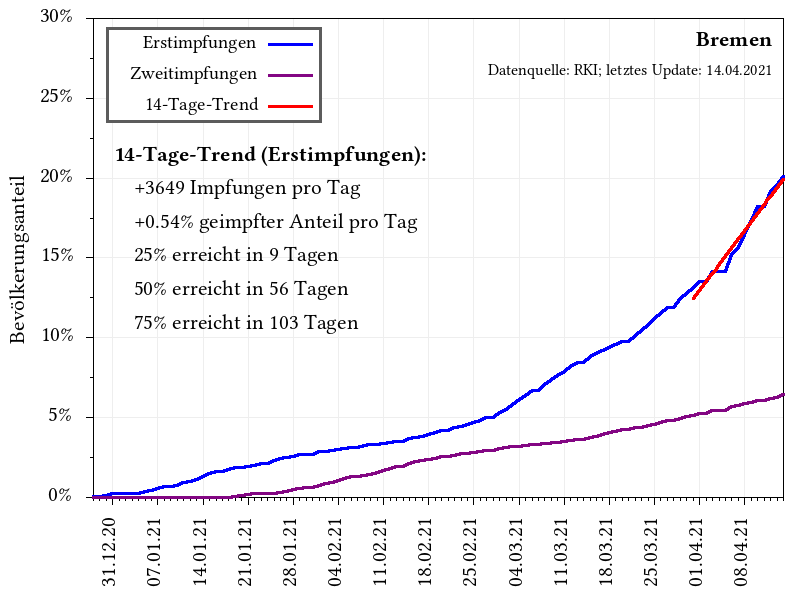 30%
25%
20%
15%
10%
5%
0%
Bevölkerungsanteil
Erstimpfungen
Zweitimpfungen
14-Tage-Trend
Bremen
Datenquelle: RKI; letztes Update: 14.04.2021
14-Tage-Trend (Erstimpfungen):
+3649 Impfungen pro Tag
+0.54% geimpfter Anteil pro Tag
25% erreicht in 9 Tagen
50% erreicht in 56 Tagen
75% erreicht in 103 Tagen
31.12.20
07.01.21
14.01.21
21.01.21
28.01.21
04.02.21
11.02.21
18.02.21
25.02.21
04.03.21
11.03.21
18.03.21
25.03.21
01.04.21
08.04.21